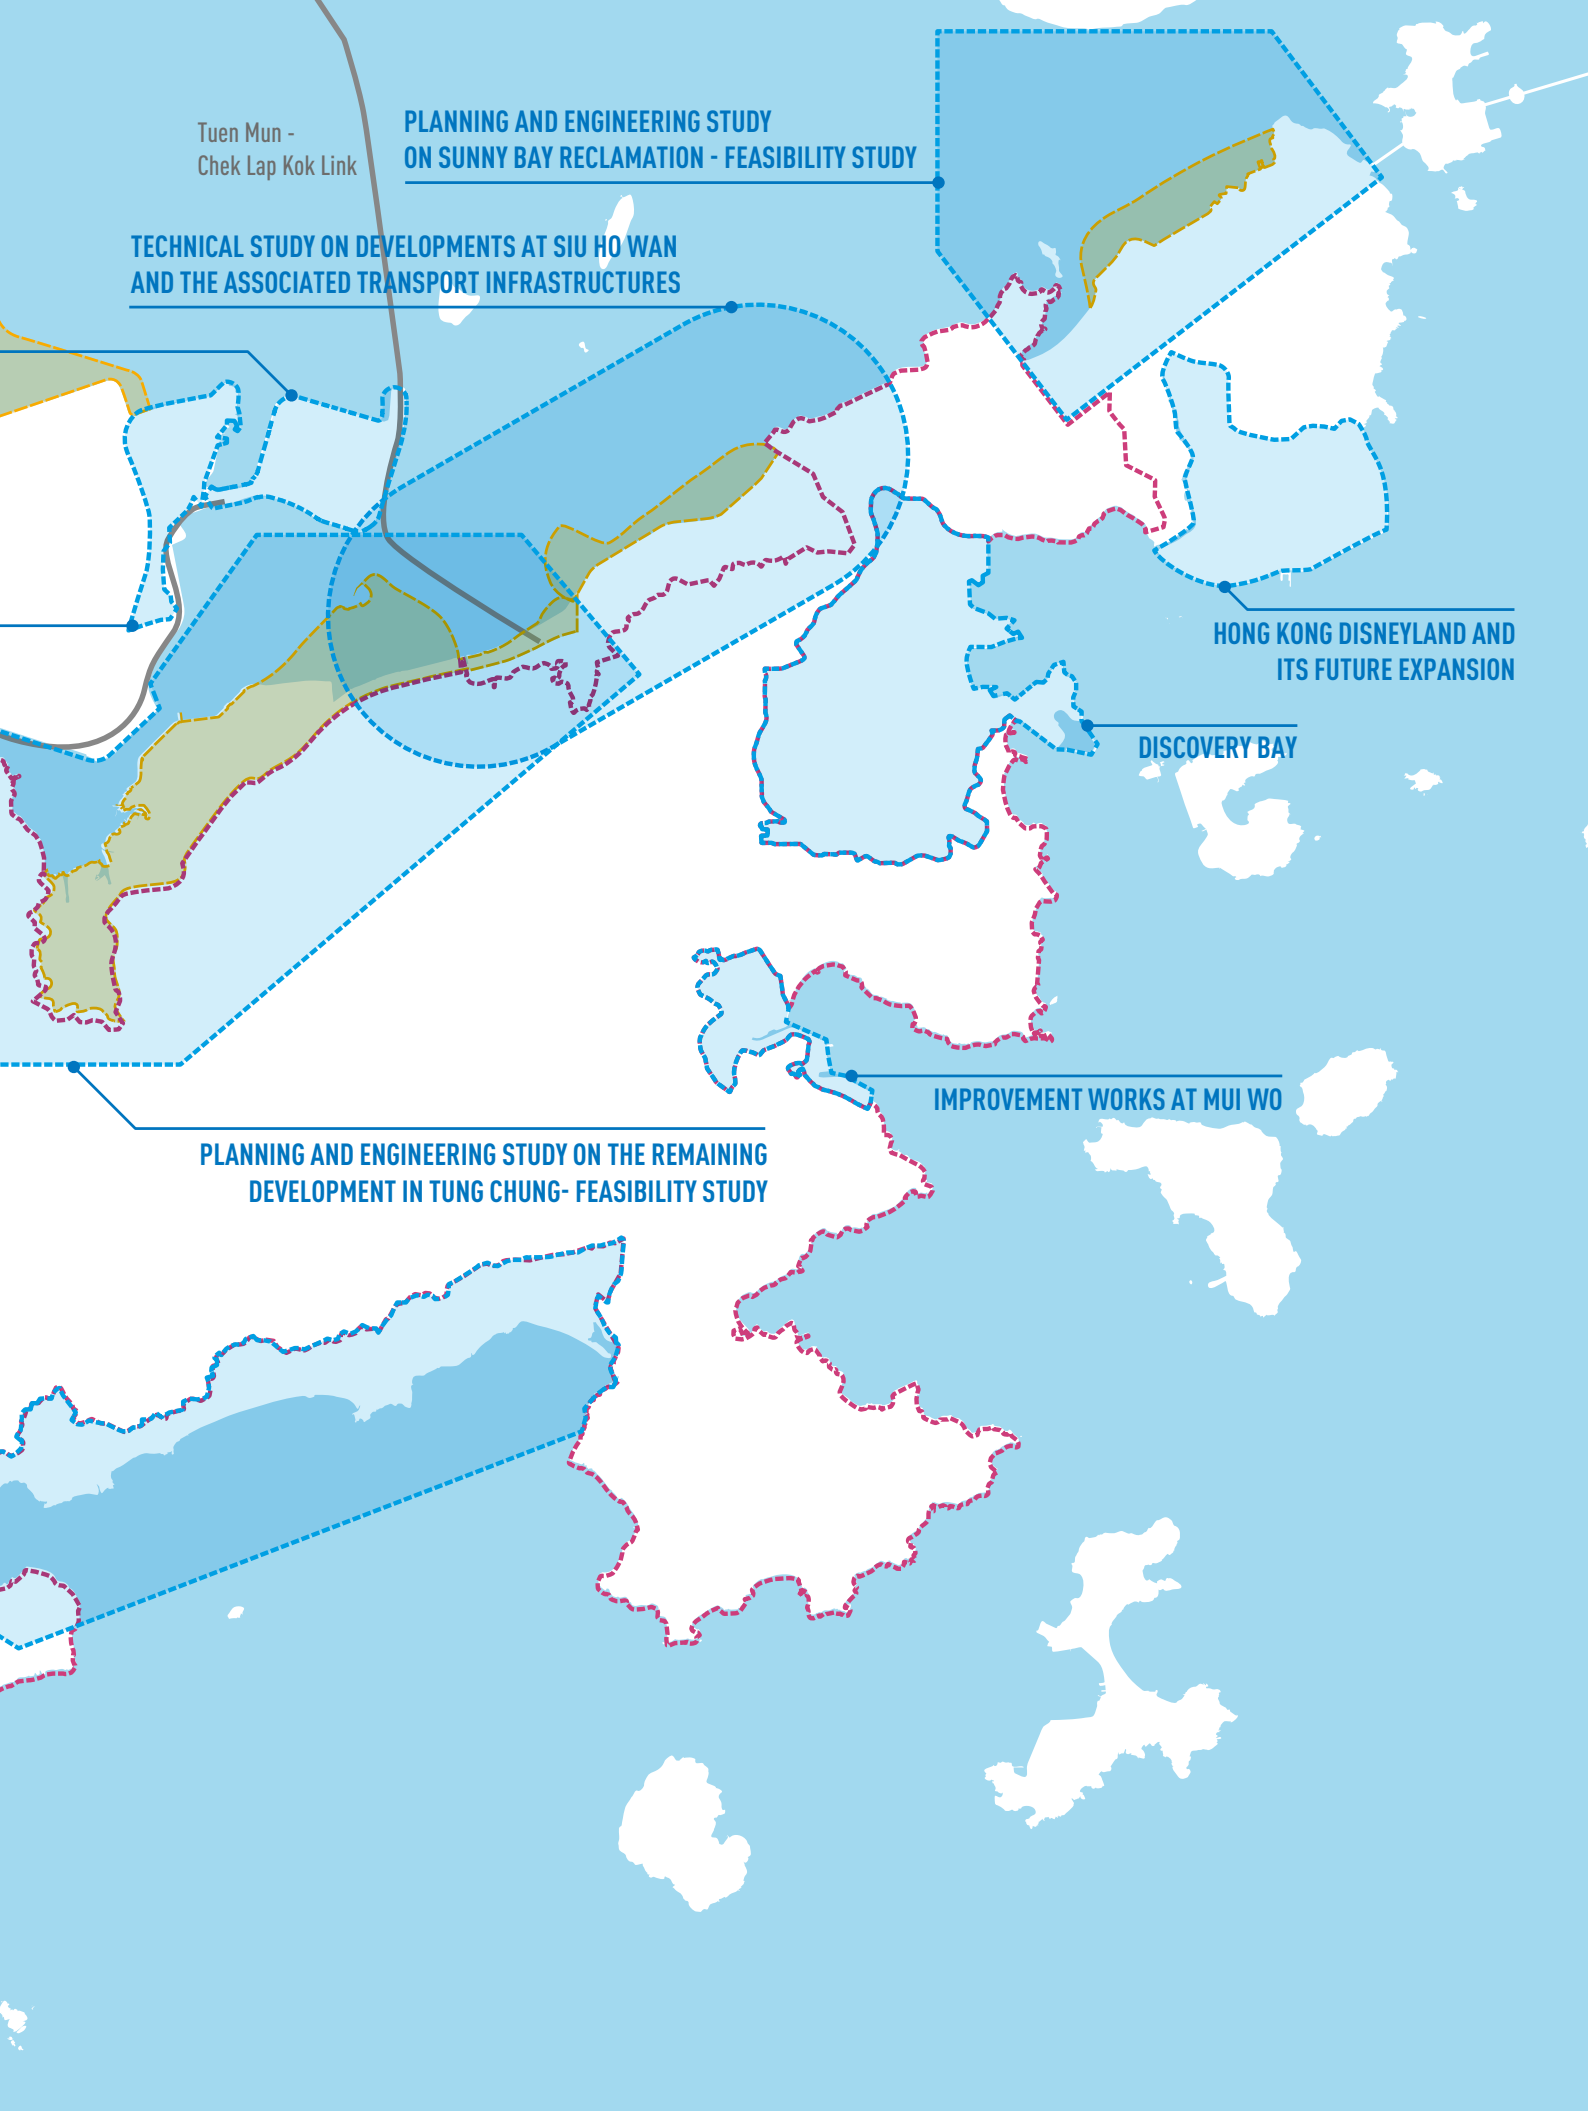 PLANNING AND ENGINEERING STUDY
ON SUNNY BAY RECLAMATION - FEASIBILITY STUDY
Tuen Mun -
Chek Lap Kok Link
TECHNICAL STUDY ON DEVELOPMENTS AT SIU HO WAN
AND THE ASSOCIATED TRANSPORT INFRASTRUCTURES
HONG KONG DISNEYLAND AND
ITS FUTURE EXPANSION
DISCOVERY BAY
IMPROVEMENT WORKS AT MUI WO
PLANNING AND ENGINEERING STUDY ON THE REMAINING
DEVELOPMENT IN TUNG CHUNG- FEASIBILITY STUDY